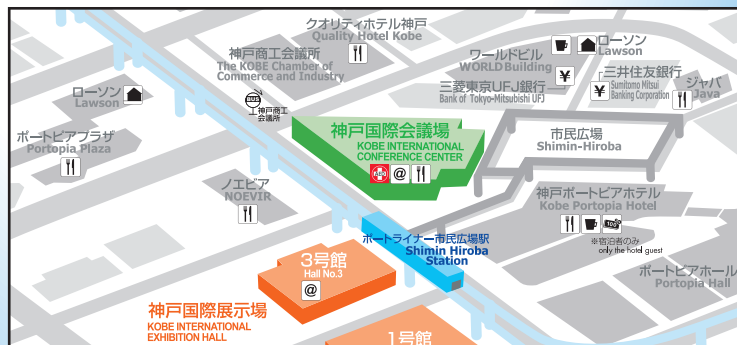 クオリティホテル神戸
Quality Hotel Kobe
神戸商工会議所
The KOBE Chamber of
Commerce and Industry
ワールドビル
WORLD Building
ローソン
Lawson
三菱東京UFJ銀行
Bank of Tokyo-Mitsubishi UFJ
¥
¥
三井住友銀行
Sumitomo Mitsui
Banking Corporation
ジャバ
Java
ローソン
Lawson
BUS
神戸商工
会議所
ポートピアプラザ
Portopia Plaza
神戸国際会議場
KOBE INTERNATIONAL
CONFERENCE CENTER
AED
@
市民広場
Shimin-Hiroba
ノエビア
NOEVIR
神戸ポートピアホテル
Kobe Portopia Hotel
※宿泊者のみ
only the hotel guest
ポートライナー市民広場駅
Shimin Hiroba
Station
3号館
Hall No.3
@
ポートピアホール
Portopia Hall
神戸国際展示場
KOBE INTERNATIONAL
EXHIBITION HALL
1号館